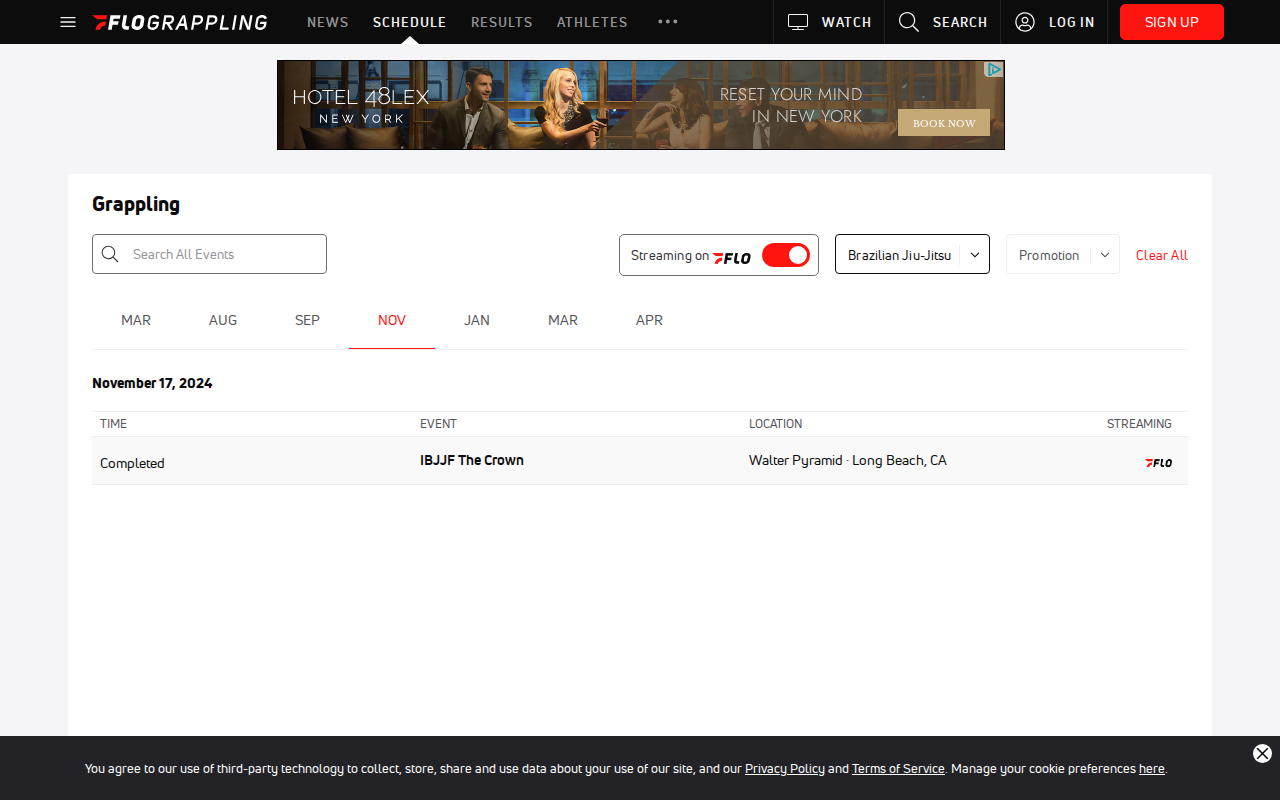 FLOGRAPPLING NEWS SCHEDULE RESULTS ATHLETES ••• WATCH SEARCH LOG IN SIGN UP
HOTEL 48LEX
NEW YORK
RESET YOUR MIND
IN NEW YORK
BOOK NOW
Grappling
Search All Events Streaming on FLO Brazilian Jiu-Jitsu Promotion Clear All
MAR AUG SEP NOV JAN MAR APR
November 17, 2024
TIME EVENT LOCATION STREAMING
Completed IBJJF The Crown Walter Pyramid · Long Beach, CA FLO
You agree to our use of third-party technology to collect, store, share and use data about your use of our site, and our Privacy Policy and Terms of Service. Manage your cookie preferences here.